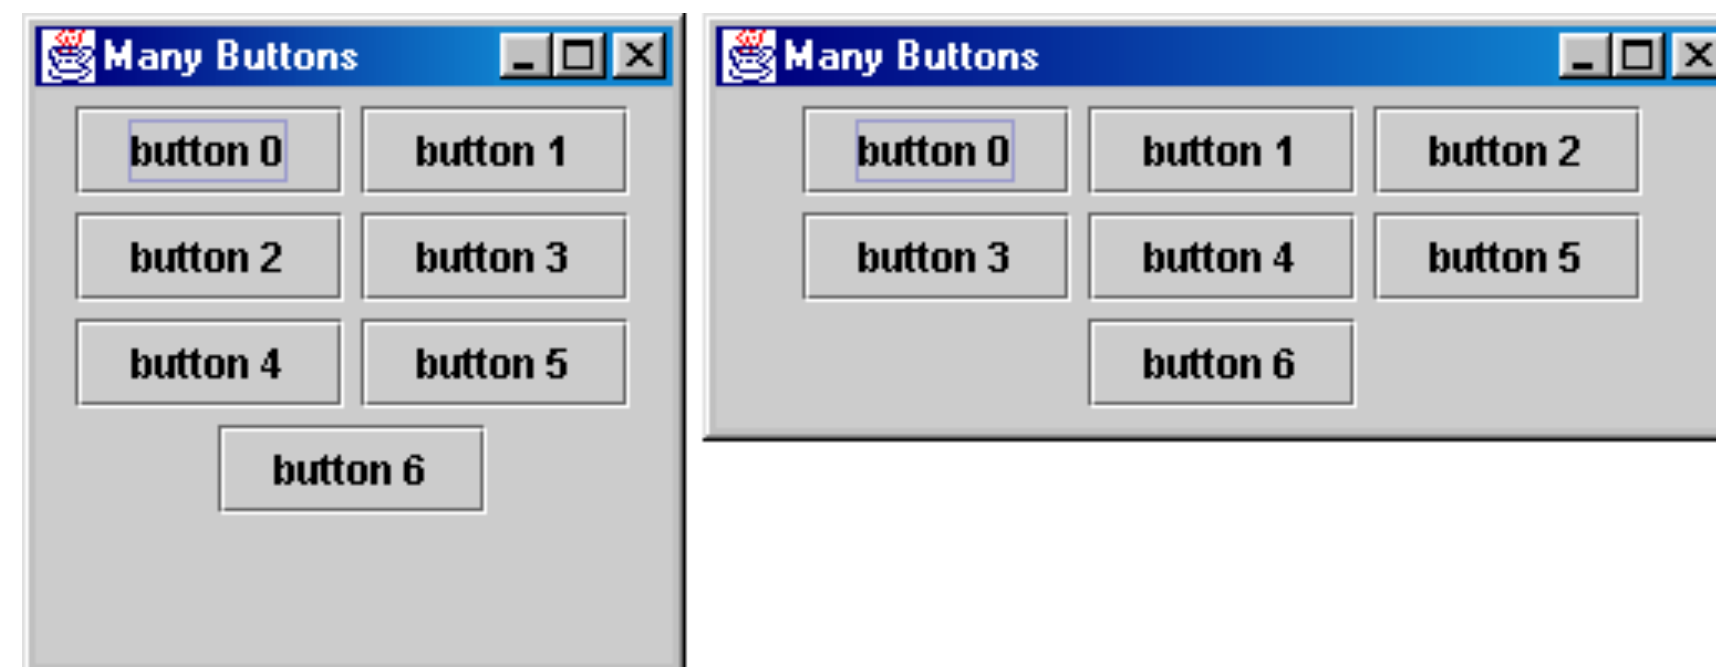 Many Buttons
button 0 button 1
button 2 button 3
button 4 button 5
button 6
Many Buttons
button 0 button 1 button 2
button 3 button 4 button 5
button 6